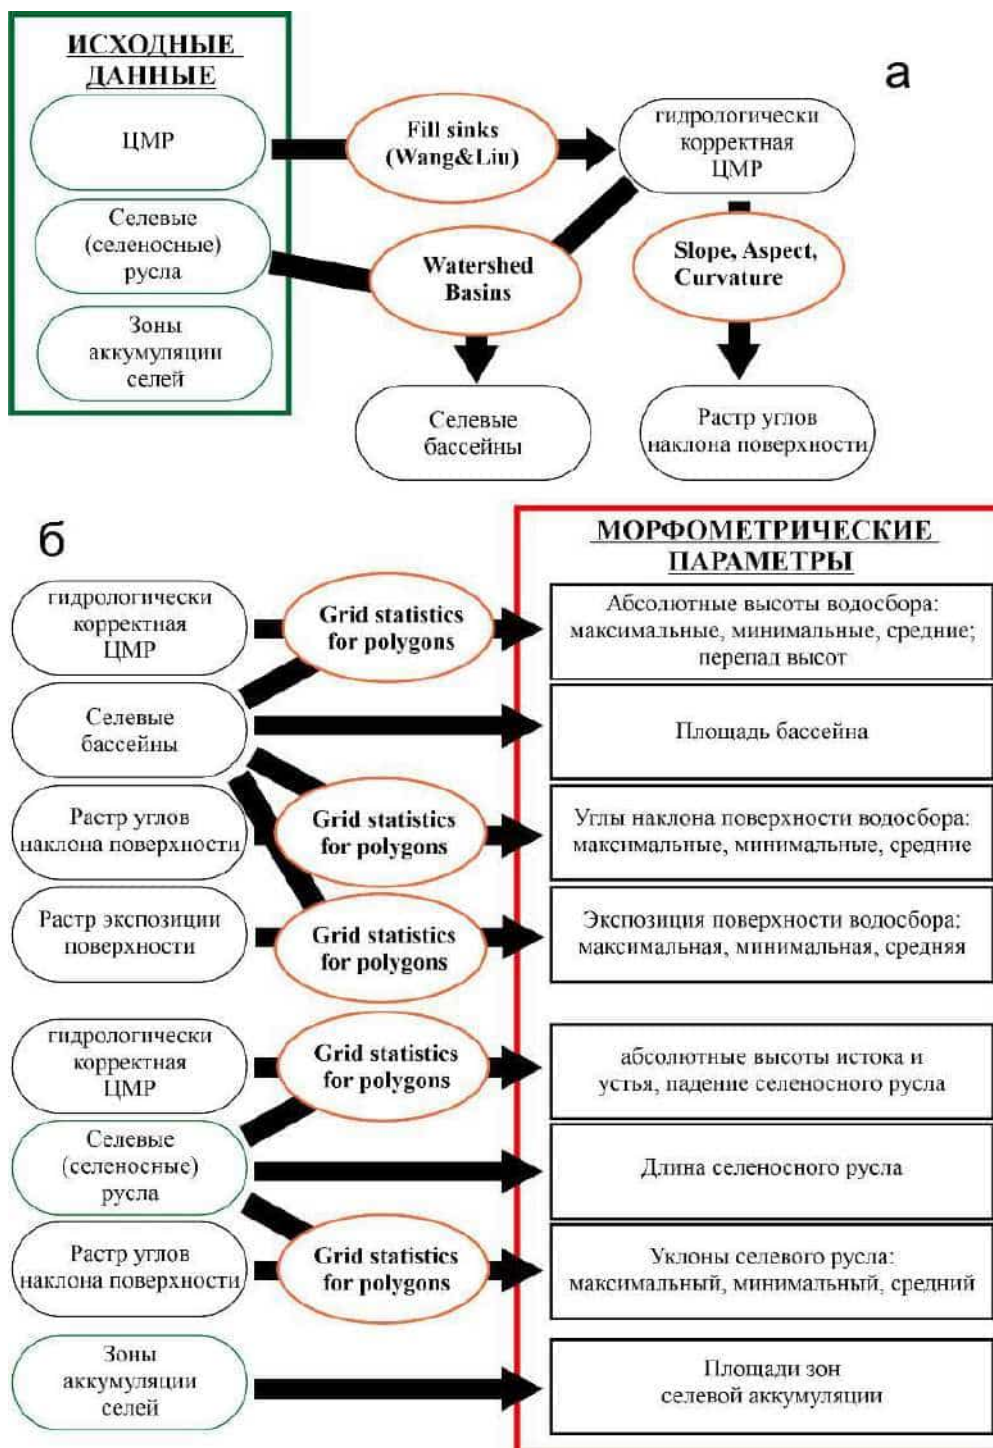 ИСХОДНЫЕ
ДАННЫЕ
а
ЦМР
Fill sinks
(Wang&Liu)
гидрологически
корректная
ЦМР
Селевые
(селеносные)
русла
Watershed
Basins
Slope, Aspect,
Curvature
Зоны
аккумуляции
селей
Селевые
бассейны
Растр углов
наклона поверхности
б
МОРФОМЕТРИЧЕСКИЕ
ПАРАМЕТРЫ
гидрологически
корректная
ЦМР
Grid statistics
for polygons
Абсолютные высоты водосбора:
максимальные, минимальные, средние;
перепад высот
Селевые
бассейны
Площадь бассейна
Растр углов
наклона поверхности
Grid statistics
for polygons
Углы наклона поверхности водосбора:
максимальные, минимальные, средние
Растр экспозиции
поверхности
Grid statistics
for polygons
Экспозиция поверхности водосбора:
максимальная, минимальная, средняя
гидрологически
корректная
ЦМР
Grid statistics
for polygons
абсолютные высоты истока и
устья, падение селеносного русла
Селевые
(селеносные)
русла
Длина селеносного русла
Растр углов
наклона поверхности
Grid statistics
for polygons
Уклоны селевого русла:
максимальный, минимальный, средний
Зоны
аккумуляции
селей
Площади зон
селевой аккумуляции